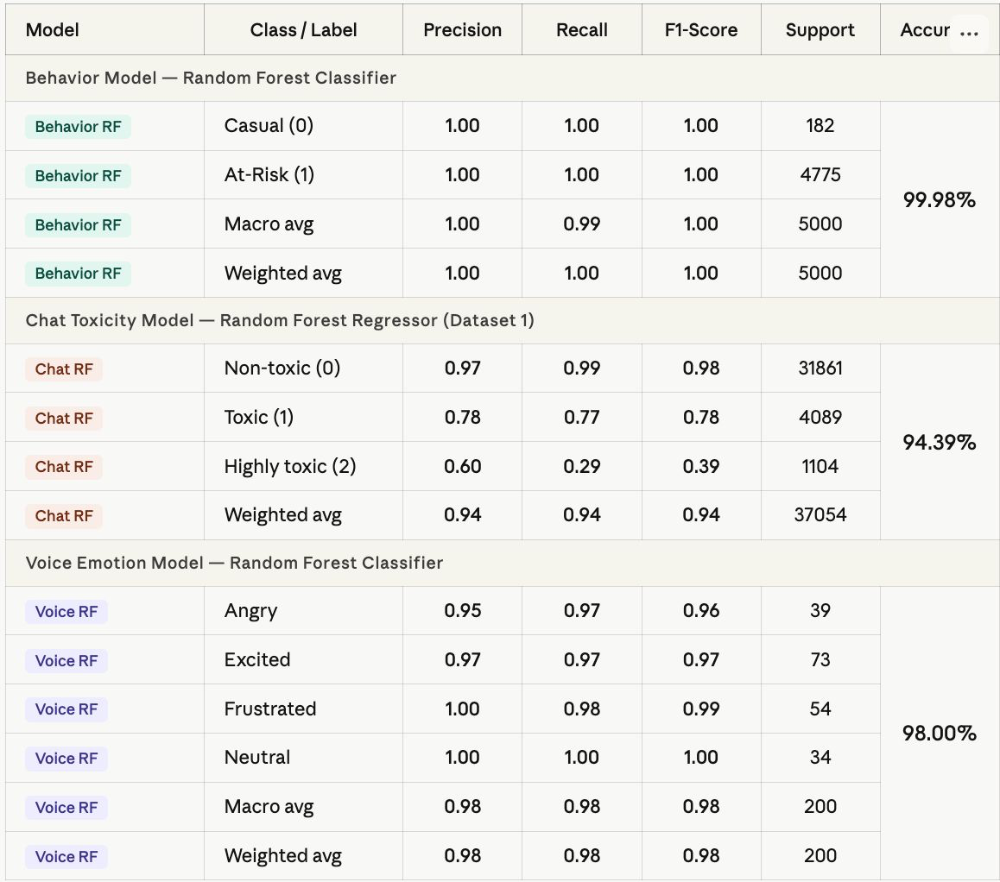 Model Class / Label Precision Recall F1-Score Support Accur ...
Behavior Model — Random Forest Classifier
Behavior RF Casual (0) 1.00 1.00 1.00 182
Behavior RF At-Risk (1) 1.00 1.00 1.00 4775
99.98%
Behavior RF Macro avg 1.00 0.99 1.00 5000
Behavior RF Weighted avg 1.00 1.00 1.00 5000
Chat Toxicity Model — Random Forest Regressor (Dataset 1)
Chat RF Non-toxic (0) 0.97 0.99 0.98 31861
Chat RF Toxic (1) 0.78 0.77 0.78 4089
94.39%
Chat RF Highly toxic (2) 0.60 0.29 0.39 1104
Chat RF Weighted avg 0.94 0.94 0.94 37054
Voice Emotion Model — Random Forest Classifier
Voice RF Angry 0.95 0.97 0.96 39
Voice RF Excited 0.97 0.97 0.97 73
Voice RF Frustrated 1.00 0.98 0.99 54
98.00%
Voice RF Neutral 1.00 1.00 1.00 34
Voice RF Macro avg 0.98 0.98 0.98 200
Voice RF Weighted avg 0.98 0.98 0.98 200